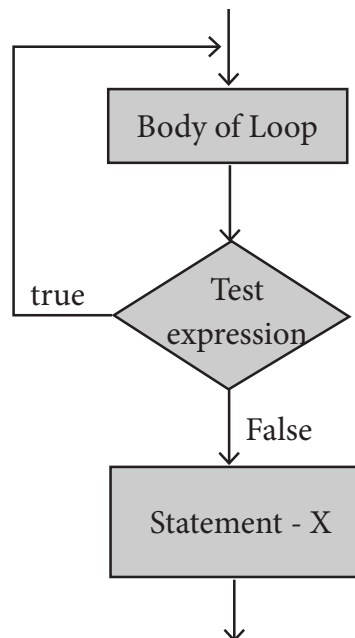 Body of Loop
Test
expression
true
False
Statement - X